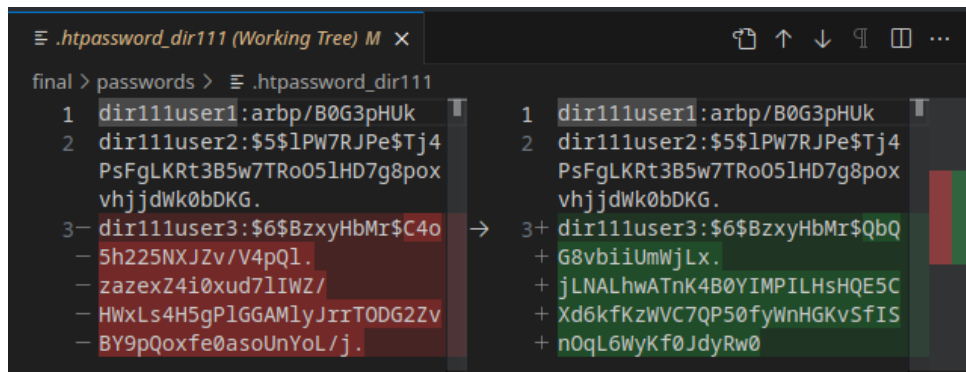 .htpassword_dir111 (Working Tree) M
final > passwords > .htpassword_dir111
1 dir111user1:arbp/B0G3pHUk
2 dir111user2:$5$lPW7RJPe$Tj4
PsFgLKRt3B5w7TRoO5lHD7g8pox
vhjjdWk0bDKG.
3− dir111user3:$6$BzxyHbMr$C4o
− 5h225NXJZv/V4pQl.
− zazexZ4i0xud7lIWZ/
− HWxLs4H5gPlGGAMlyJrrTODG2Zv
− BY9pQoxfe0asoUnYoL/j.
1 dir111user1:arbp/B0G3pHUk
2 dir111user2:$5$lPW7RJPe$Tj4
PsFgLKRt3B5w7TRoO5lHD7g8pox
vhjjdWk0bDKG.
3+ dir111user3:$6$BzxyHbMr$QbQ
+ G8vbiiUmWjLx.
+ jLNALhwATnK4B0YIMPILHsHQE5C
+ Xd6kfKzWVC7QP50fyWnHGKvSfIS
+ nOqL6WyKf0JdyRw0